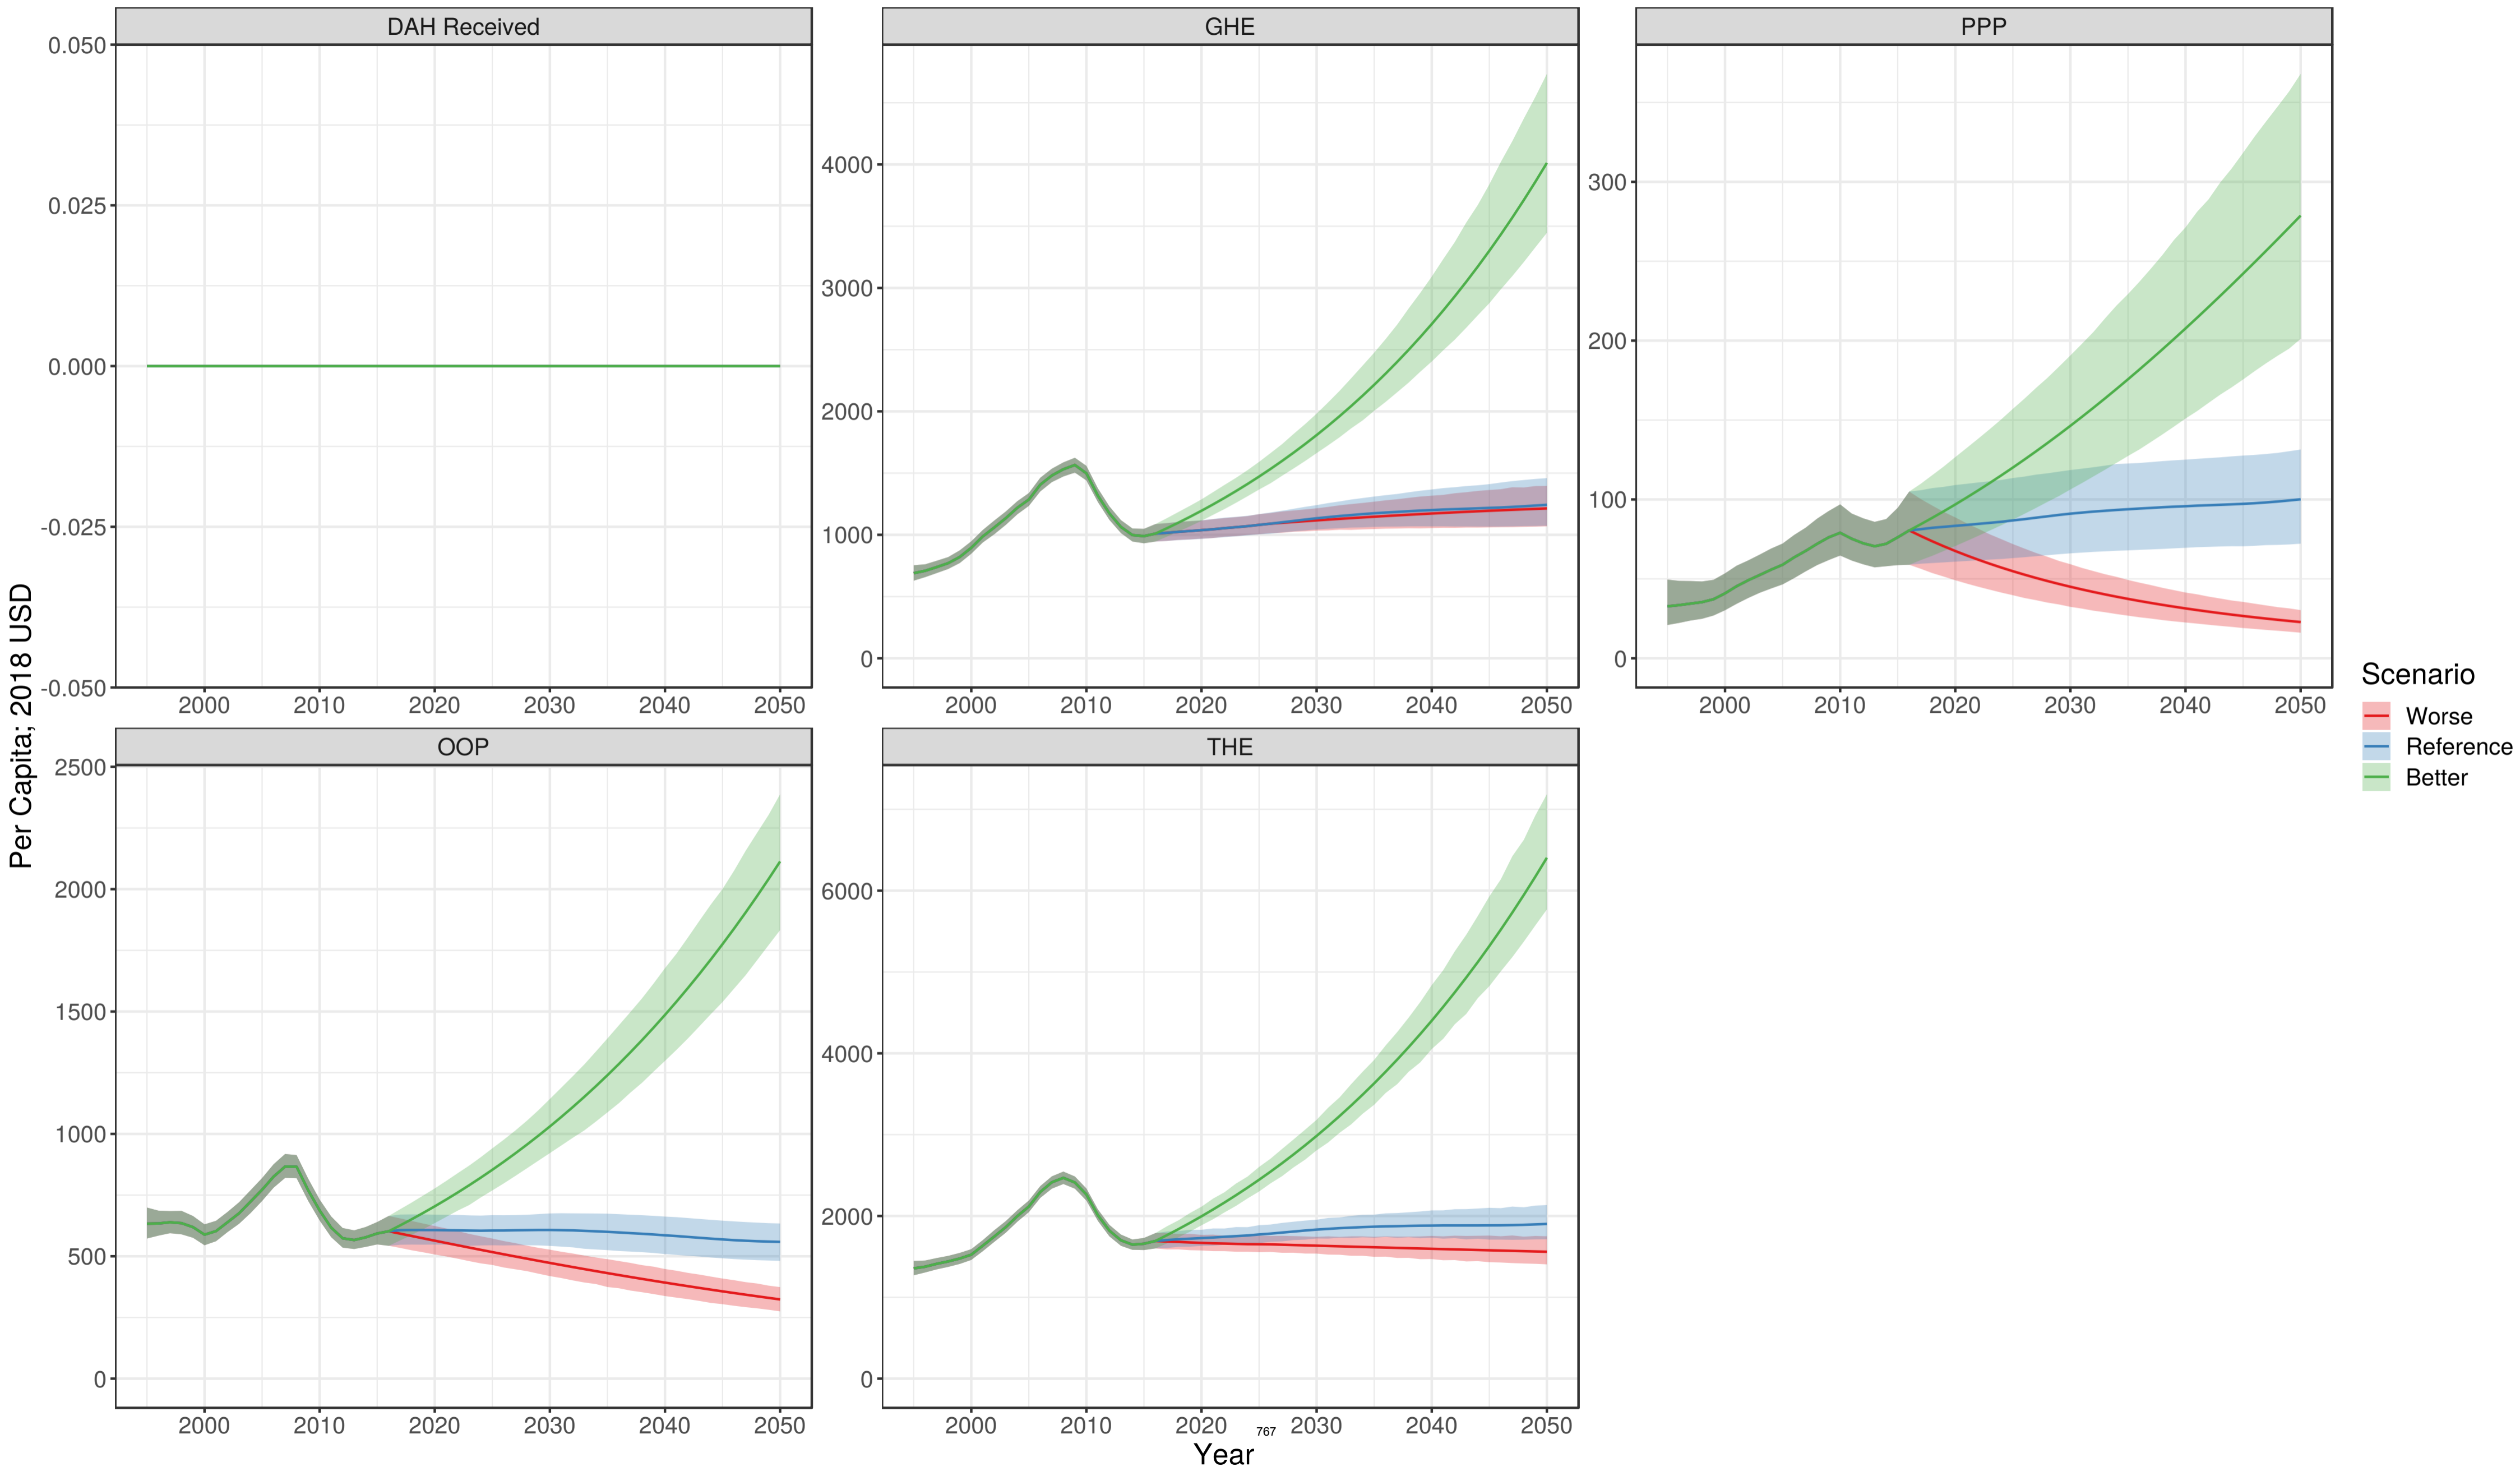 DAH Received
GHE
PPP
0.050
0.025
0.000
-0.025
-0.050
4000
3000
2000
1000
0
300
200
100
0
2000 2010 2020 2030 2040 2050
2000 2010 2020 2030 2040 2050
2000 2010 2020 2030 2040 2050
Per Capita; 2018 USD
OOP
THE
2500
2000
1500
1000
500
0
6000
4000
2000
0
2000 2010 2020 2030 2040 2050
2000 2010 2020 2030 2040 2050
767
Year
Scenario
Worse
Reference
Better